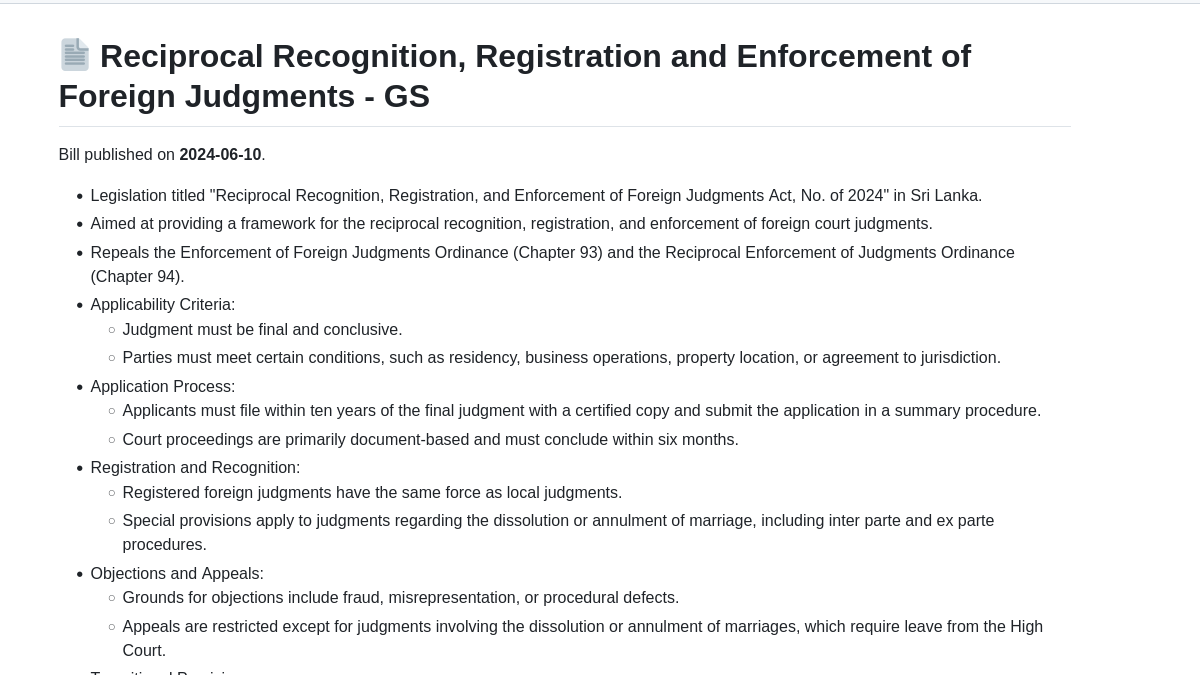 Reciprocal Recognition, Registration and Enforcement of
Foreign Judgments - GS
Bill published on 2024-06-10.
Legislation titled "Reciprocal Recognition, Registration, and Enforcement of Foreign Judgments Act, No. of 2024" in Sri Lanka.
Aimed at providing a framework for the reciprocal recognition, registration, and enforcement of foreign court judgments.
Repeals the Enforcement of Foreign Judgments Ordinance (Chapter 93) and the Reciprocal Enforcement of Judgments Ordinance
(Chapter 94).
Applicability Criteria:
Judgment must be final and conclusive.
Parties must meet certain conditions, such as residency, business operations, property location, or agreement to jurisdiction.
Application Process:
Applicants must file within ten years of the final judgment with a certified copy and submit the application in a summary procedure.
Court proceedings are primarily document-based and must conclude within six months.
Registration and Recognition:
Registered foreign judgments have the same force as local judgments.
Special provisions apply to judgments regarding the dissolution or annulment of marriage, including inter parte and ex parte
procedures.
Objections and Appeals:
Grounds for objections include fraud, misrepresentation, or procedural defects.
Appeals are restricted except for judgments involving the dissolution or annulment of marriages, which require leave from the High
Court.